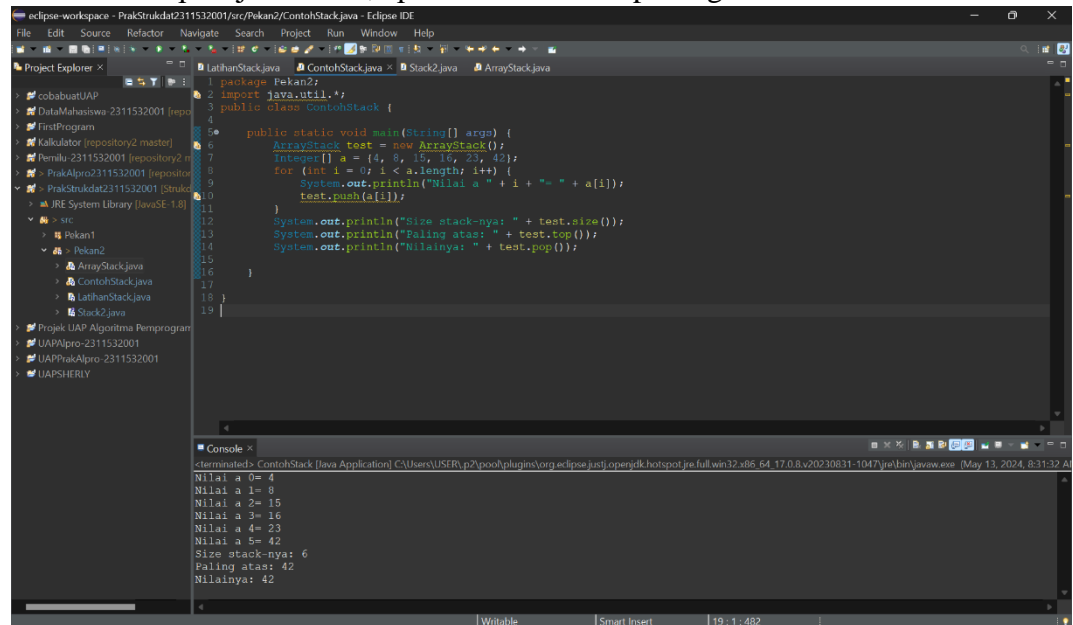 eclipse-workspace - PrakStrukdat2311532001/src/Pekan2/ContohStack.java - Eclipse IDE
File Edit Source Refactor Navigate Search Project Run Window Help
Project Explorer ×
LatihanStack.java ContohStack.java × Stack2.java ArrayStack.java
cobabuatUAP
DataMahasiswa-2311532001 [repo
FirstProgram
Kalkulator [repository2 master]
Pemilu-2311532001 [repository2 m
> PrakAlpro2311532001 [repositor
> PrakStrukdat2311532001 [Strukd
JRE System Library [JavaSE-1.8]
> src
Pekan1
> Pekan2
ArrayStack.java
ContohStack.java
LatihanStack.java
Stack2.java
Projek UAP Algoritma Pemprogram
UAPAlpro-2311532001
UAPPrakAlpro-2311532001
UAPSHERLY
1 package Pekan2;
2 import java.util.*;
3 public class ContohStack {
4
5 public static void main(String[] args) {
6 ArrayStack test = new ArrayStack();
7 Integer[] a = {4, 8, 15, 16, 23, 42};
8 for (int i = 0; i < a.length; i++) {
9 System.out.println("Nilai a " + i + "= " + a[i]);
10 test.push(a[i]);
11 }
12 System.out.println("Size stack-nya: " + test.size());
13 System.out.println("Paling atas: " + test.top());
14 System.out.println("Nilainya: " + test.pop());
15
16 }
17
18 }
19
Console ×
<terminated> ContohStack [Java Application] C:\Users\USER\.p2\pool\plugins\org.eclipse.justj.openjdk.hotspot.jre.full.win32.x86_64_17.0.8.v20230831-1047\jre\bin\javaw.exe (May 13, 2024, 8:31:32 AM
Nilai a 0= 4
Nilai a 1= 8
Nilai a 2= 15
Nilai a 3= 16
Nilai a 4= 23
Nilai a 5= 42
Size stack-nya: 6
Paling atas: 42
Nilainya: 42
Writable Smart Insert 19 : 1 : 482